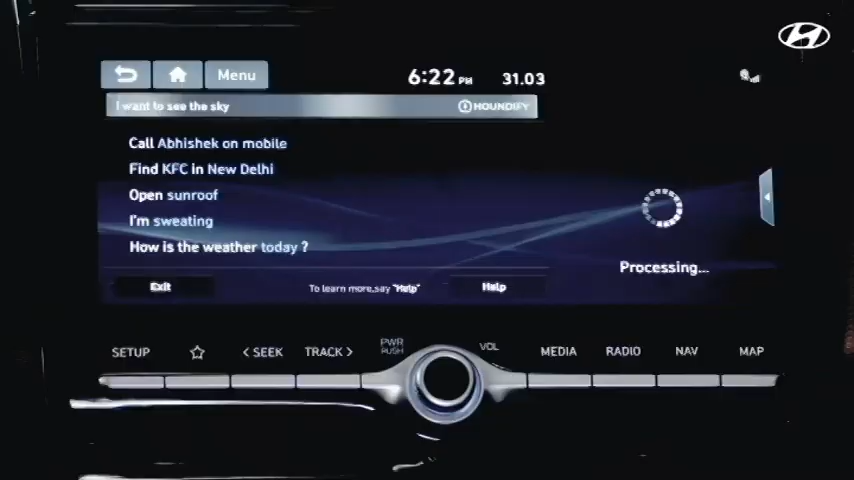 Menu
6:22 PM
31.03
I want to see the sky
HOUNDIFY
Call Abhishek on mobile
Find KFC in New Delhi
Open sunroof
I'm sweating
How is the weather today ?
Processing...
Exit
To learn more,say "Help"
Help
SETUP
< SEEK
TRACK >
PWR
PUSH
VOL
MEDIA
RADIO
NAV
MAP